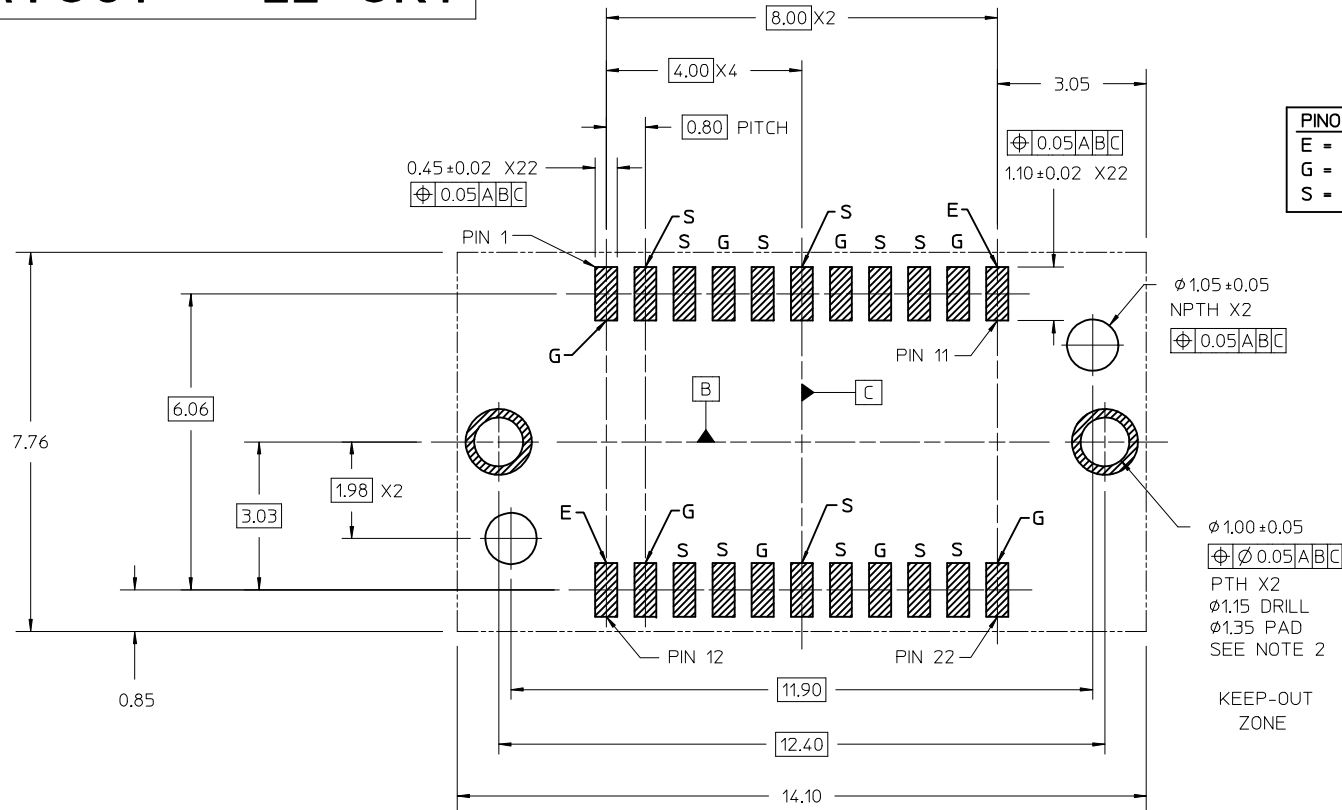 8.00 X2
4.00 X4
3.05
0.80 PITCH
PINO
E =
G =
S =
0.45±0.02 X22
⌖ 0.05 A B C
⌖ 0.05 A B C
1.10±0.02 X22
S
S
E
PIN 1
S G S
G S S G
Ø1.05±0.05
NPTH X2
⌖ 0.05 A B C
G
PIN 11
B
C
6.06
7.76
1.98 X2
3.03
E
G
S
G
S S G
S G S S
Ø1.00±0.05
⌖ Ø 0.05 A B C
PTH X2
Ø1.15 DRILL
Ø1.35 PAD
SEE NOTE 2
PIN 12
PIN 22
0.85
11.90
KEEP-OUT
ZONE
12.40
14.10